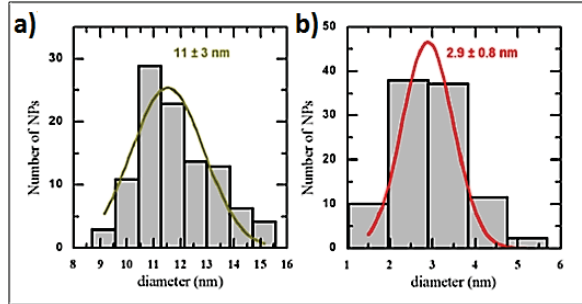 a)
11 ± 3 nm
Number of NPs
30
20
10
0
8 9 10 11 12 13 14 15 16
diameter (nm)
b)
2.9 ± 0.8 nm
Number of NPs
50
40
30
20
10
0
1 2 3 4 5 6
diameter (nm)